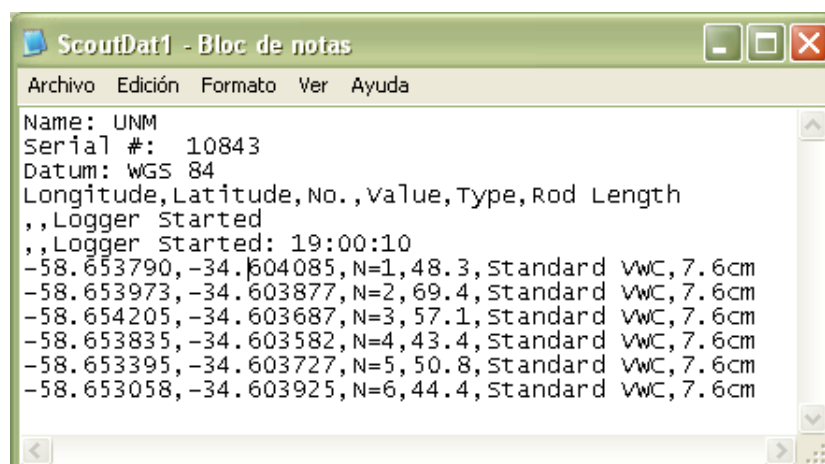 ScoutDat1 - Bloc de notas
Archivo Edición Formato Ver Ayuda
Name: UNM
Serial #:  10843
Datum: WGS 84
Longitude,Latitude,No.,Value,Type,Rod Length
,,Logger Started
,,Logger Started: 19:00:10
-58.653790,-34.604085,N=1,48.3,Standard VWC,7.6cm
-58.653973,-34.603877,N=2,69.4,Standard VWC,7.6cm
-58.654205,-34.603687,N=3,57.1,Standard VWC,7.6cm
-58.653835,-34.603582,N=4,43.4,Standard VWC,7.6cm
-58.653395,-34.603727,N=5,50.8,Standard VWC,7.6cm
-58.653058,-34.603925,N=6,44.4,Standard VWC,7.6cm